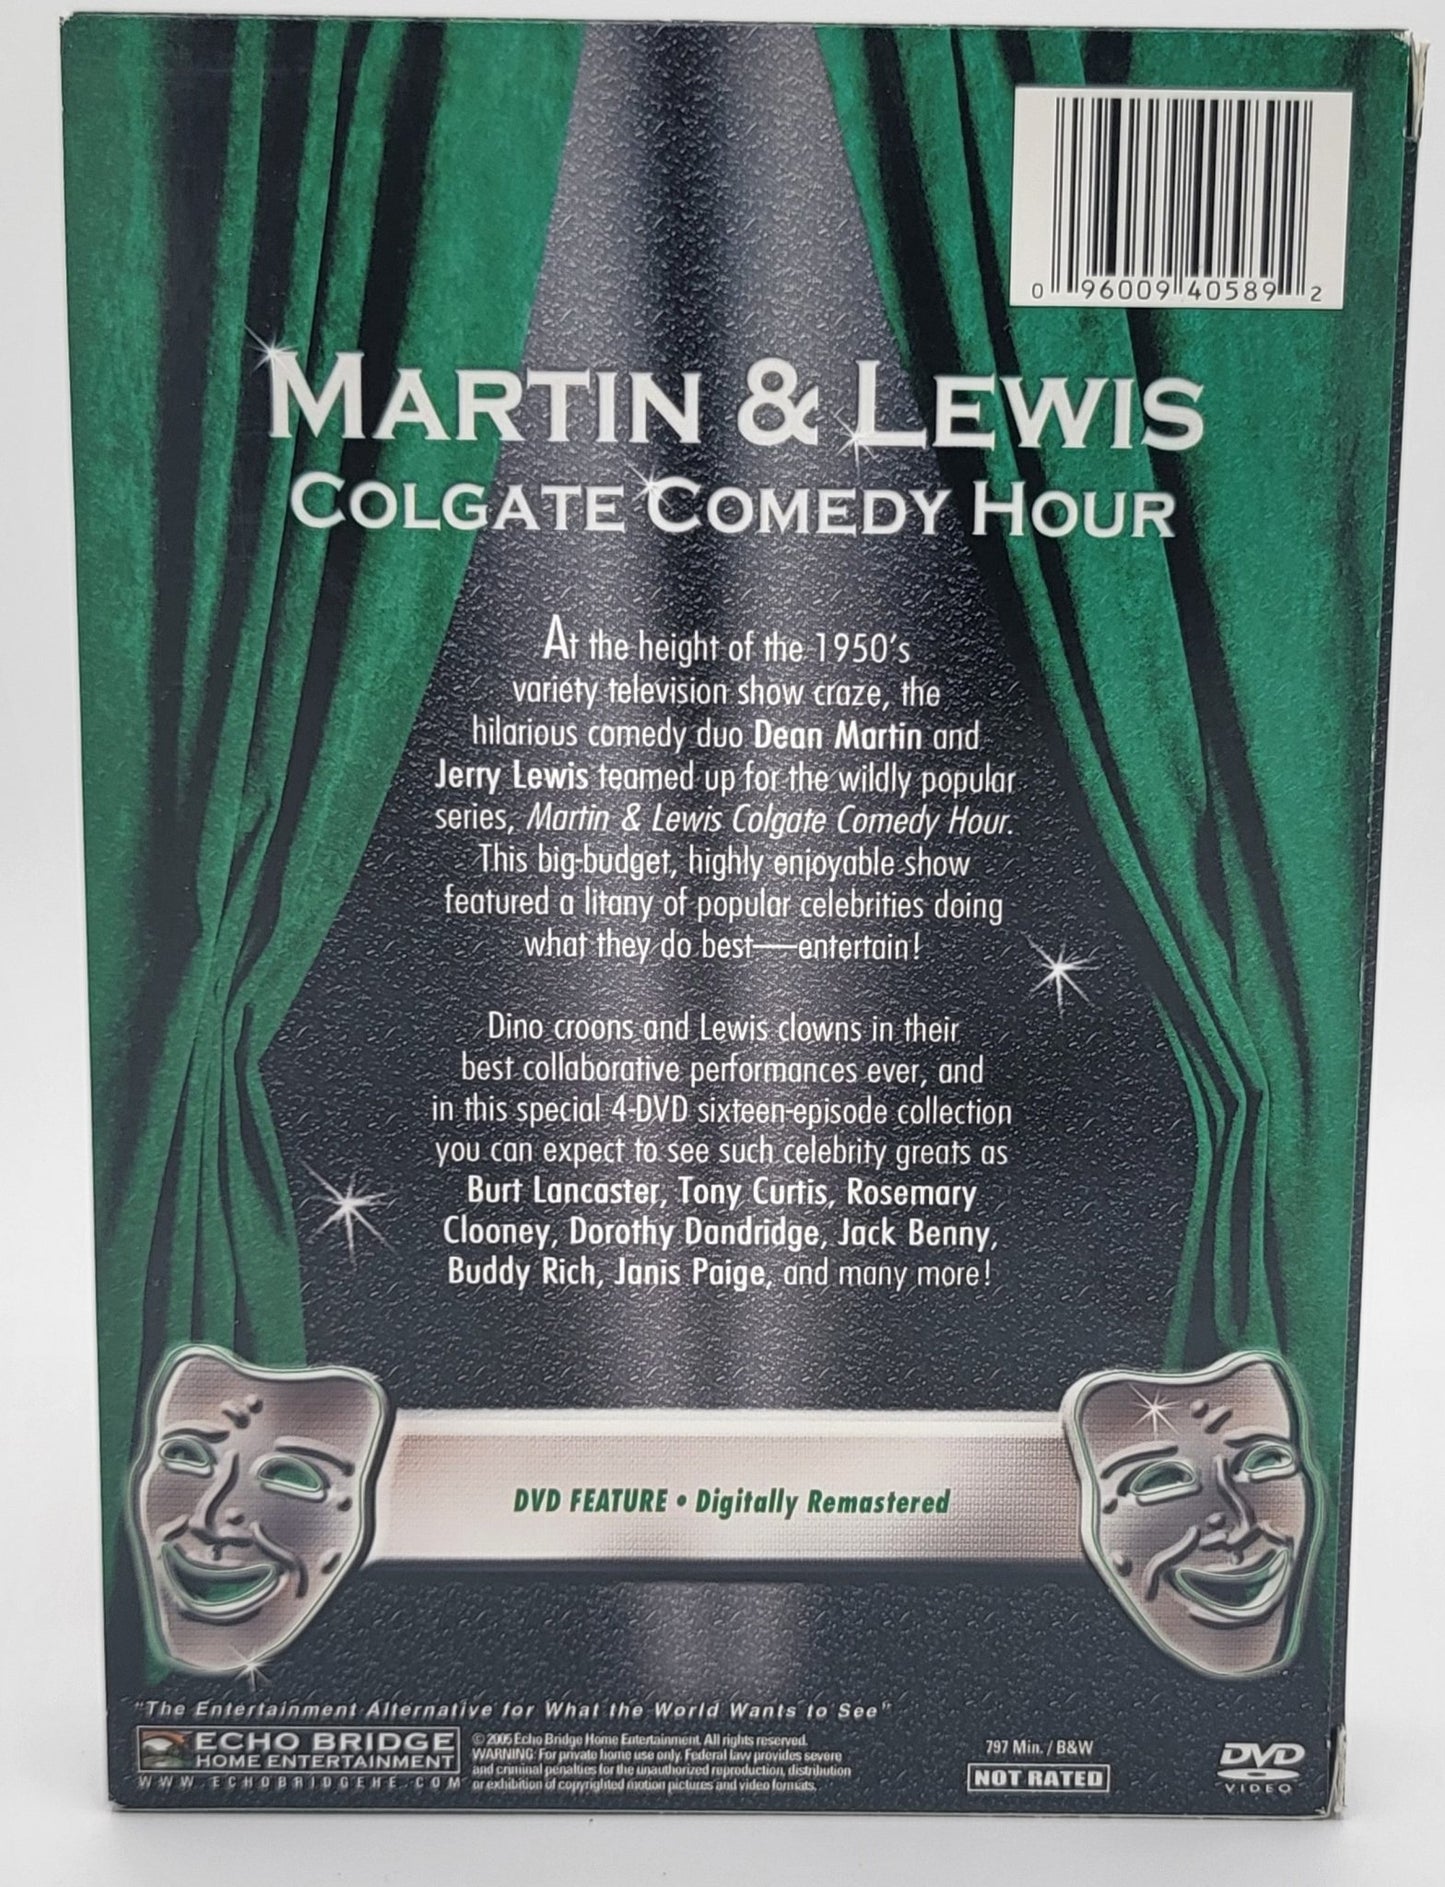 0 96009 40589 2
MARTIN & LEWIS
COLGATE COMEDY HOUR
At the height of the 1950's
variety television show craze, the
hilarious comedy duo Dean Martin and
Jerry Lewis teamed up for the wildly popular
series, Martin & Lewis Colgate Comedy Hour.
This big-budget, highly enjoyable show
featured a litany of popular celebrities doing
what they do best—entertain!
Dino croons and Lewis clowns in their
best collaborative performances ever, and
in this special 4-DVD sixteen-episode collection
you can expect to see such celebrity greats as
Burt Lancaster, Tony Curtis, Rosemary
Clooney, Dorothy Dandridge, Jack Benny,
Buddy Rich, Janis Paige, and many more!
DVD FEATURE • Digitally Remastered
"The Entertainment Alternative for What the World Wants to See"
ECHO BRIDGE
HOME ENTERTAINMENT
WWW.ECHOBRIDGEHE.COM
©2005 Echo Bridge Home Entertainment. All rights reserved.
WARNING: For private home use only. Federal law provides severe
and criminal penalties for the unauthorized reproduction, distribution
or exhibition of copyrighted motion pictures and video formats.
797 Min. / B&W
NOT RATED
DVD
VIDEO